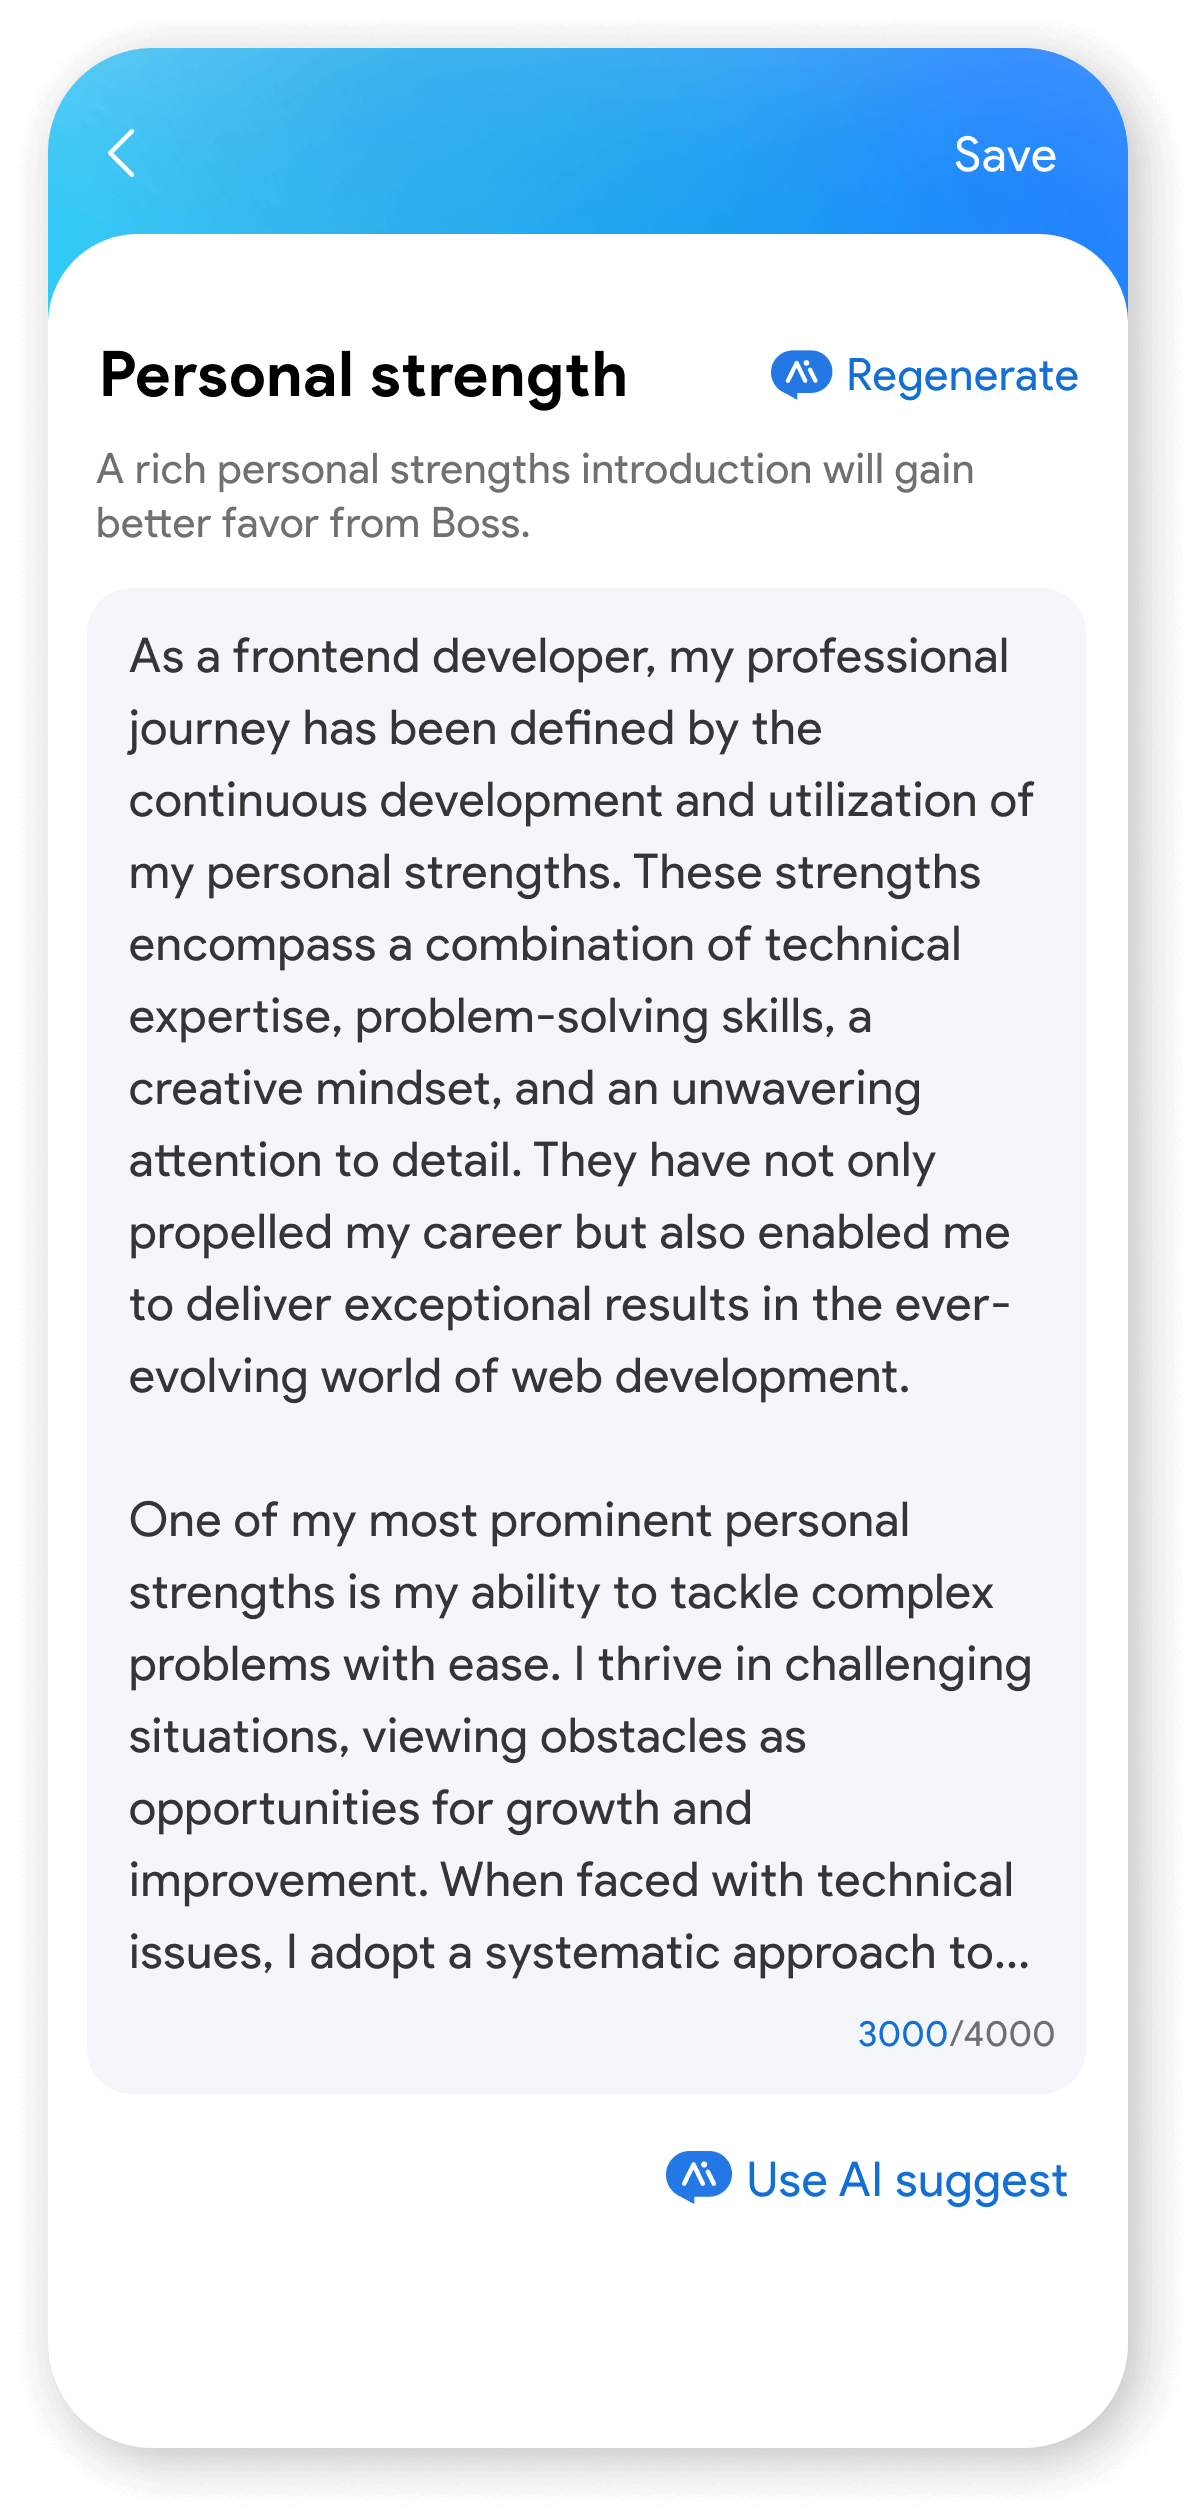 Save
Personal strength
Ai Regenerate
A rich personal strengths introduction will gain
better favor from Boss.
As a frontend developer, my professional
journey has been defined by the
continuous development and utilization of
my personal strengths. These strengths
encompass a combination of technical
expertise, problem-solving skills, a
creative mindset, and an unwavering
attention to detail. They have not only
propelled my career but also enabled me
to deliver exceptional results in the ever-
evolving world of web development.
One of my most prominent personal
strengths is my ability to tackle complex
problems with ease. I thrive in challenging
situations, viewing obstacles as
opportunities for growth and
improvement. When faced with technical
issues, I adopt a systematic approach to...
3000/4000
Ai Use AI suggest